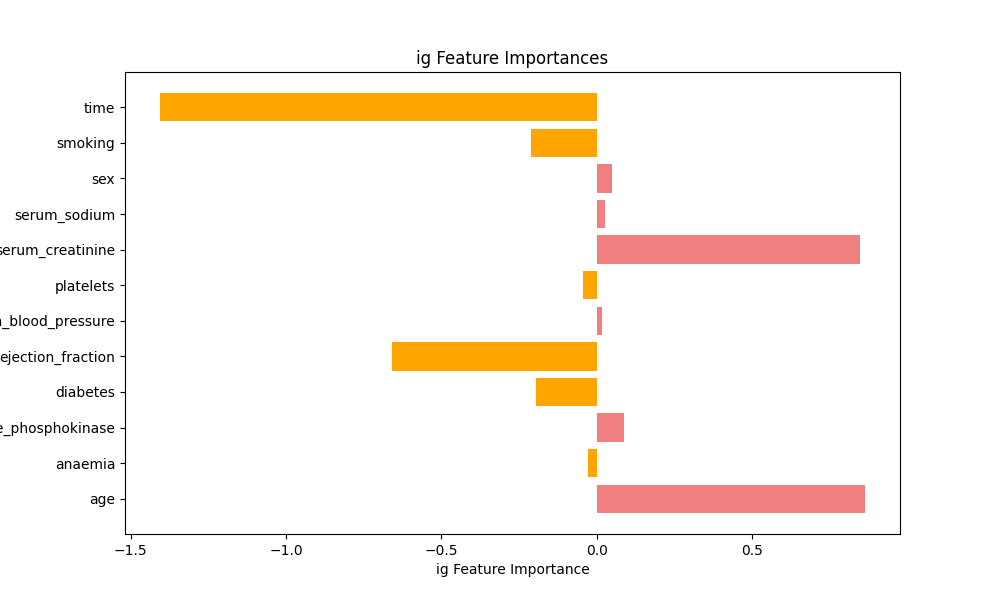 ig Feature Importances
time
smoking
sex
serum_sodium
serum_creatinine
platelets
_blood_pressure
ejection_fraction
diabetes
e_phosphokinase
anaemia
age
−1.5 −1.0 −0.5 0.0 0.5
ig Feature Importance